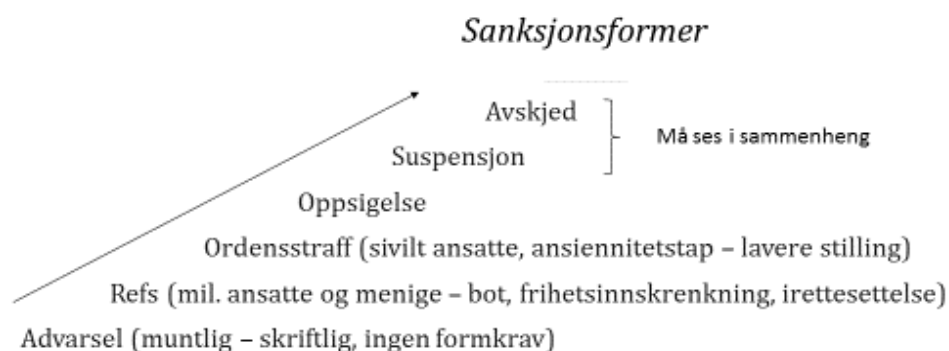 Sanksjonsformer
Avskjed
Må ses i sammenheng
Suspensjon
Oppsigelse
Ordensstraff (sivilt ansatte, ansiennitetstap – lavere stilling)
Refs (mil. ansatte og menige – bot, frihetsinnskrenkning, irettesettelse)
Advarsel (muntlig – skriftlig, ingen formkrav)